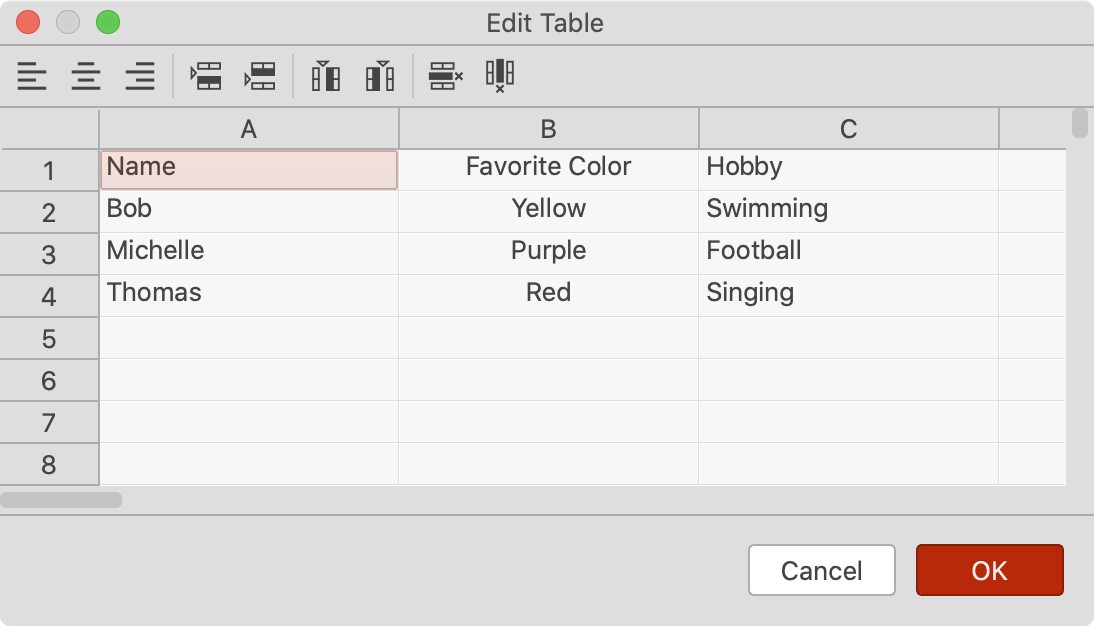 Edit Table
A B C
1 Name Favorite Color Hobby
2 Bob Yellow Swimming
3 Michelle Purple Football
4 Thomas Red Singing
5
6
7
8
Cancel OK